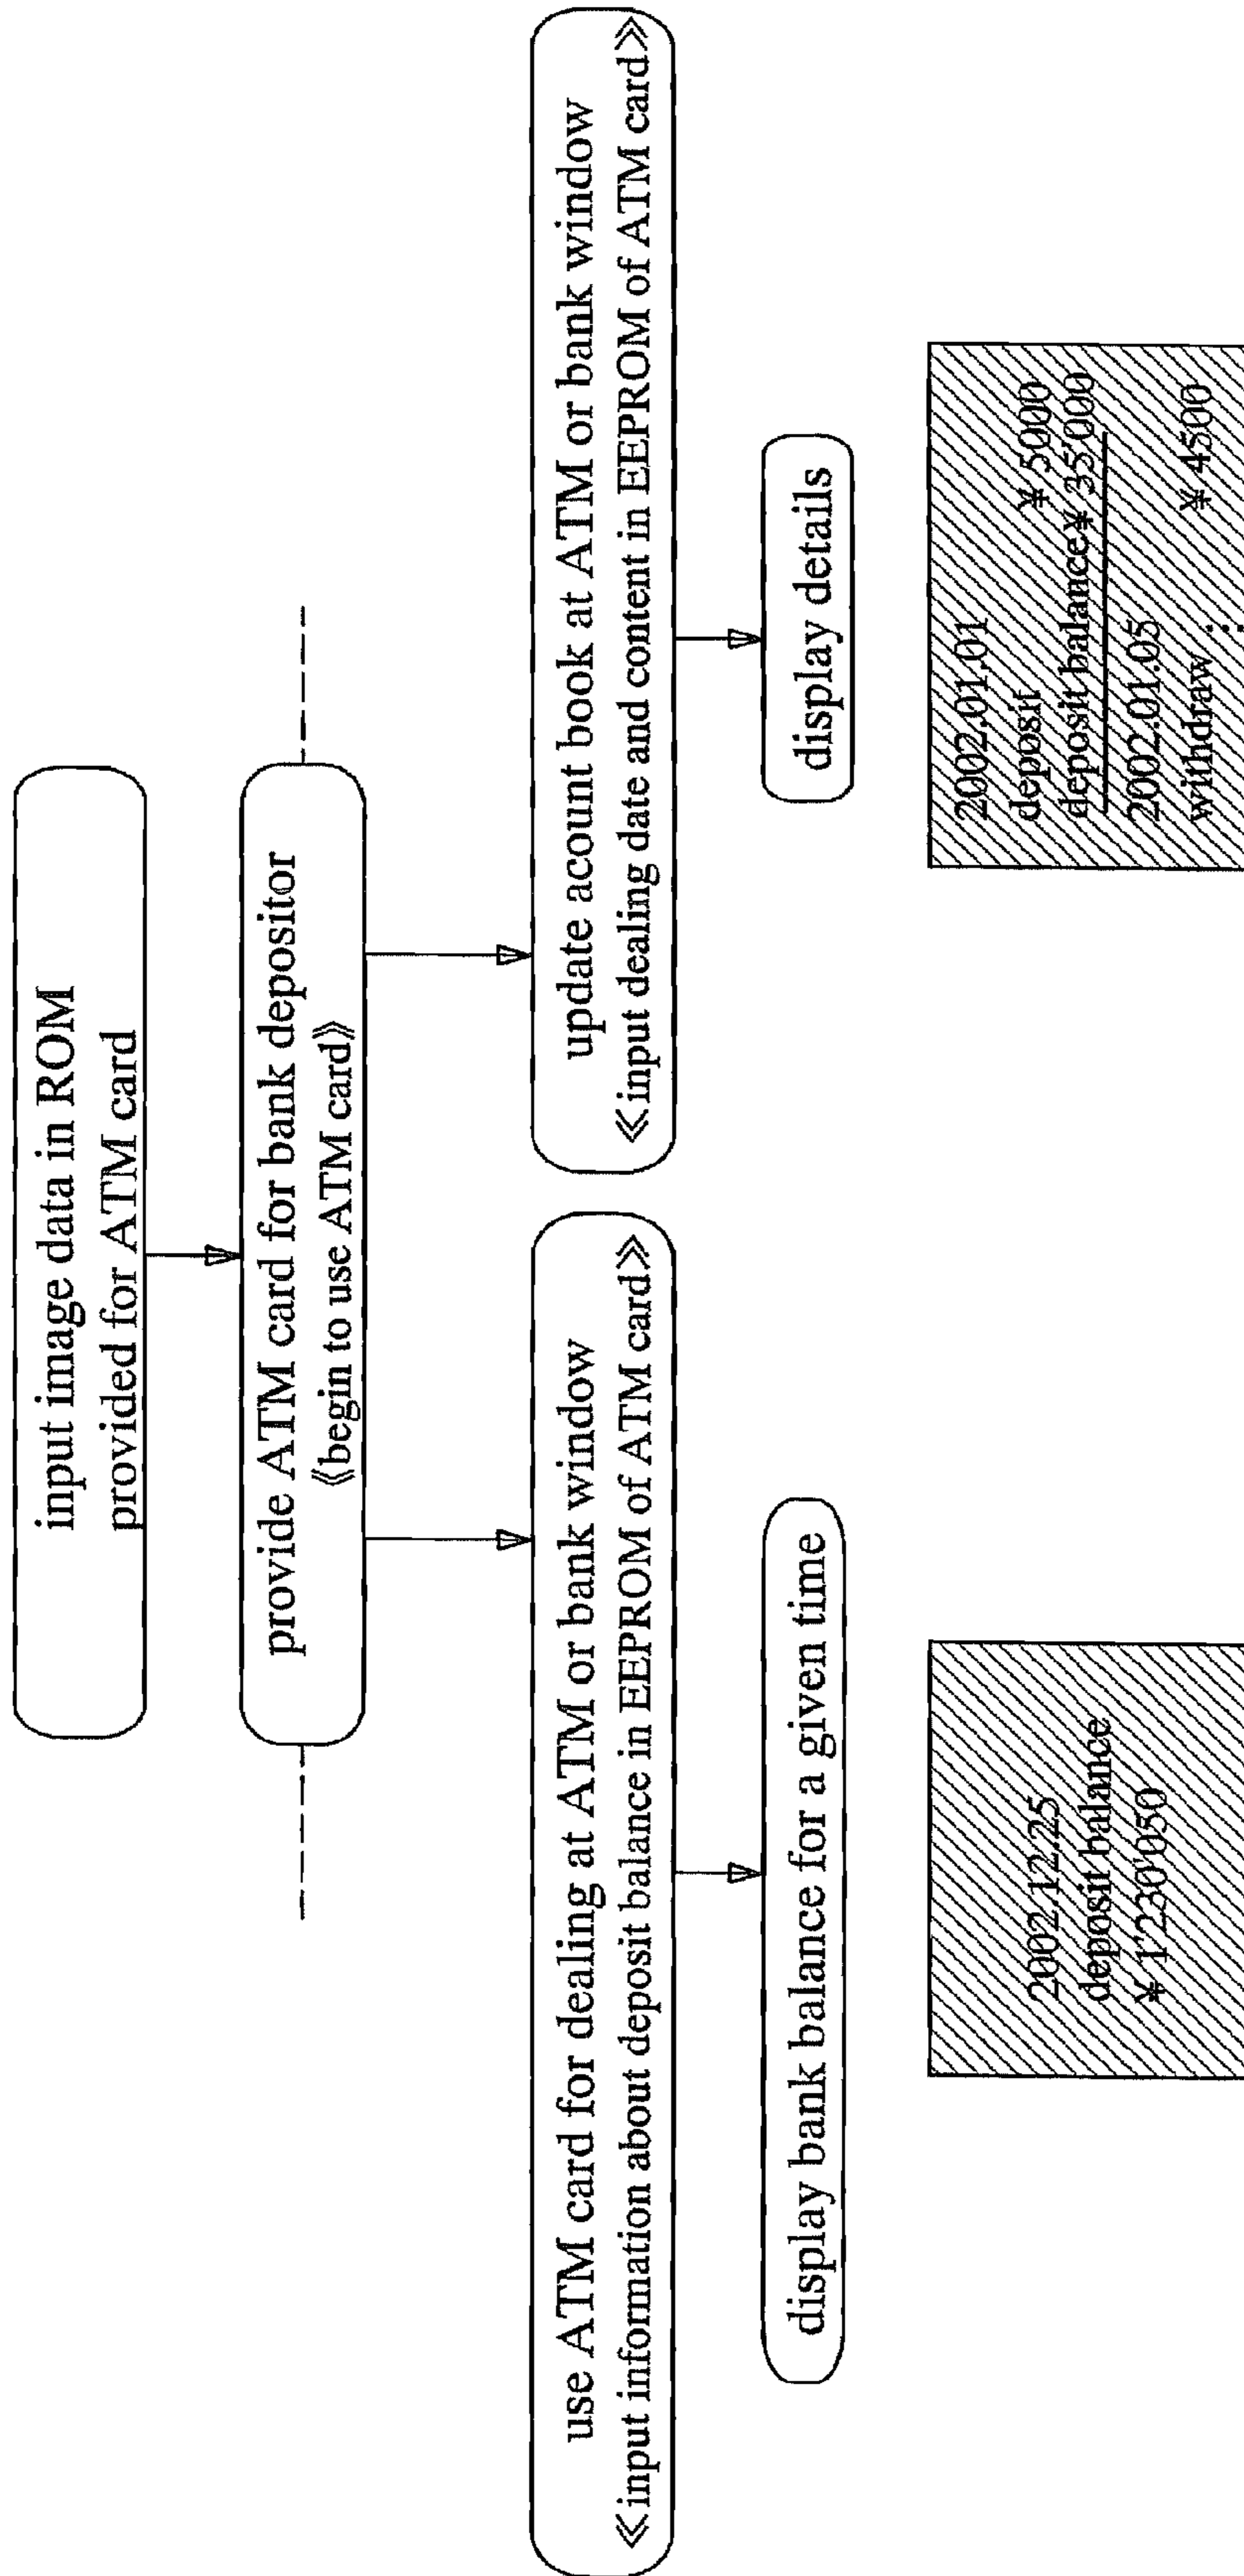 input image data in ROM
provided for ATM card
provide ATM card for bank depositor
《begin to use ATM card》
use ATM card for dealing at ATM or bank window
≪input information about deposit balance in EEPROM of ATM card≫
display bank balance for a given time
2002.12.25
deposit balance
¥ 1'230'050
update acount book at ATM or bank window
≪input dealing date and content in EEPROM of ATM card≫
display details
2002.01.01
deposit ¥ 5000
deposit balance¥ 35'000
2002.01.05
withdraw ¥ 4500
⋮